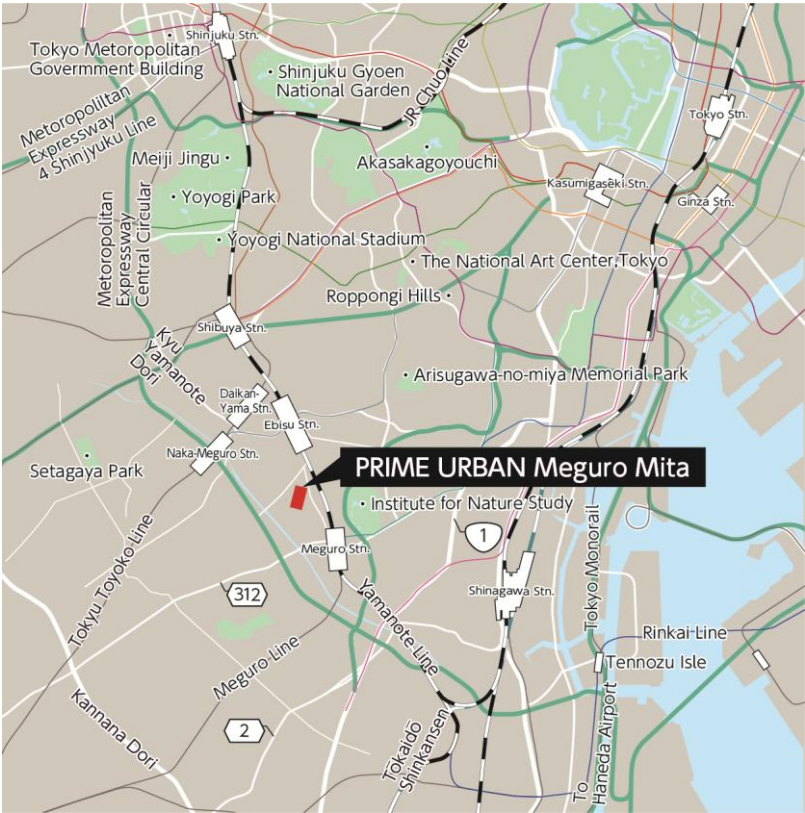 Shinjuku Stn.
Tokyo Metoropolitan
Govermment Building
Shinjuku Gyoen
National Garden
JR Chuo Line
Metoropoliltan
Expressway
4 Shinjyuku Line
Tokyo Stn.
Meiji Jingu
Akasakagoyouchi
Kasumigaseki Stn.
Ginza Stn.
Yoyogi Park
Metoropolitan
Expressway
Central Circular
Yoyogi National Stadium
The National Art Center,Tokyo
Roppongi Hills
Shibuya Stn.
Kyu
Yamanote
Dori
Arisugawa-no-miya Memorial Park
Daikan-
Yama Stn.
Ebisu Stn.
Naka-Meguro Stn.
Setagaya Park
PRIME URBAN Meguro Mita
Institute for Nature Study
1
Meguro Stn.
Shinagawa Stn.
Tokyo Monorail
Tokyu Toyoko Line
312
Yamanote Line
Rinkai Line
Tennozu Isle
Meguro Line
Kannana Dori
2
Tōkaidō
Shinkansen
To
Haneda Airport